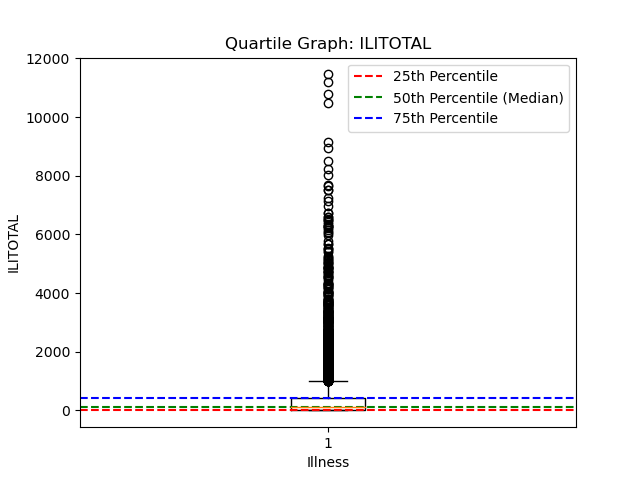 Quartile Graph: ILITOTAL
25th Percentile
50th Percentile (Median)
75th Percentile
12000
10000
8000
6000
4000
2000
0
ILITOTAL
1
Illness